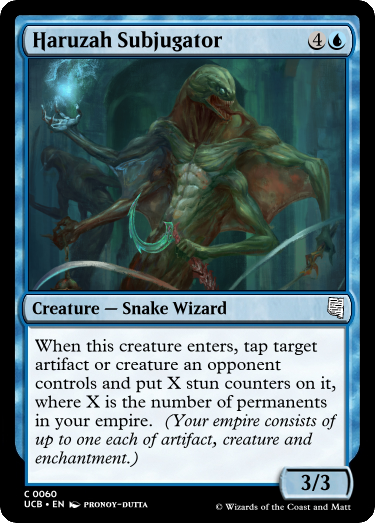 Haruzah Subjugator 4
Creature — Snake Wizard
When this creature enters, tap target
artifact or creature an opponent
controls and put X stun counters on it,
where X is the number of permanents
in your empire. (Your empire consists of
up to one each of artifact, creature and
enchantment.)
3/3
C 0060
UCB • EN PRONOY-DUTTA
© Wizards of the Coast and Matt